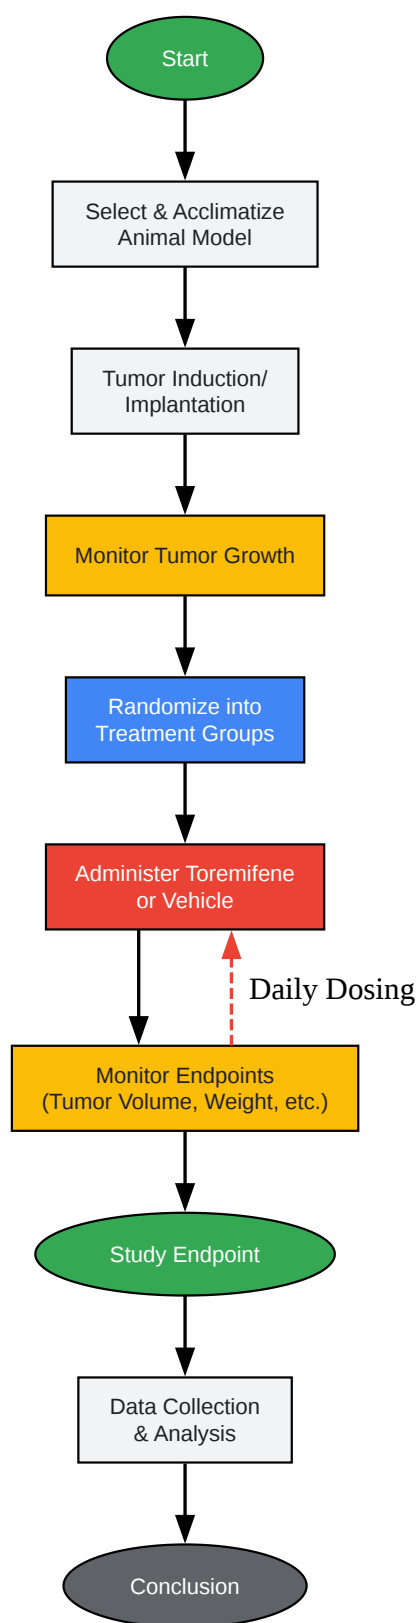 Start
Select & Acclimatize
Animal Model
Tumor Induction/
Implantation
Monitor Tumor Growth
Randomize into
Treatment Groups
Administer Toremifene
or Vehicle
Daily Dosing
Monitor Endpoints
(Tumor Volume, Weight, etc.)
Study Endpoint
Data Collection
& Analysis
Conclusion